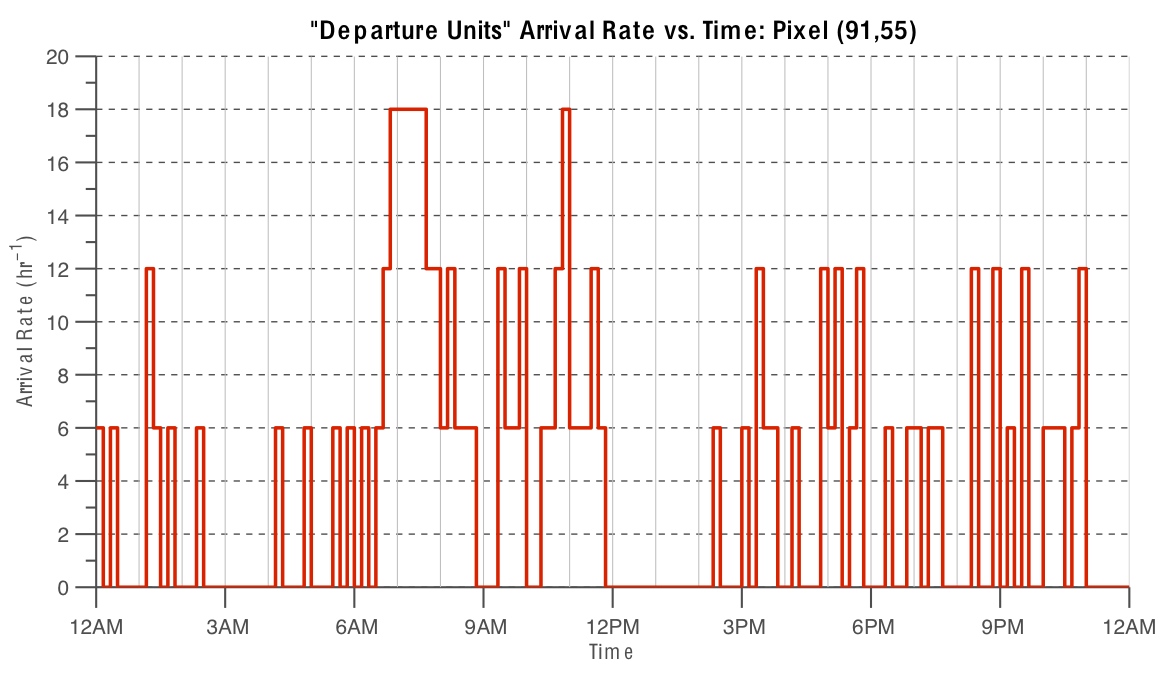 "Departure Units" Arrival Rate vs. Time: Pixel (91,55)
20
18
16
14
12
10
8
6
4
2
0
Arrival Rate (hr⁻¹)
12AM 3AM 6AM 9AM 12PM 3PM 6PM 9PM 12AM
Time